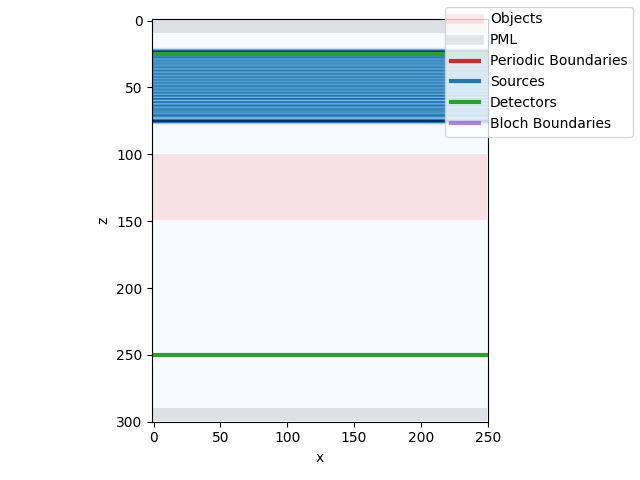 Objects
PML
Periodic Boundaries
Sources
Detectors
Bloch Boundaries
0
50
100
150
200
250
300
z
0
50
100
150
200
250
x